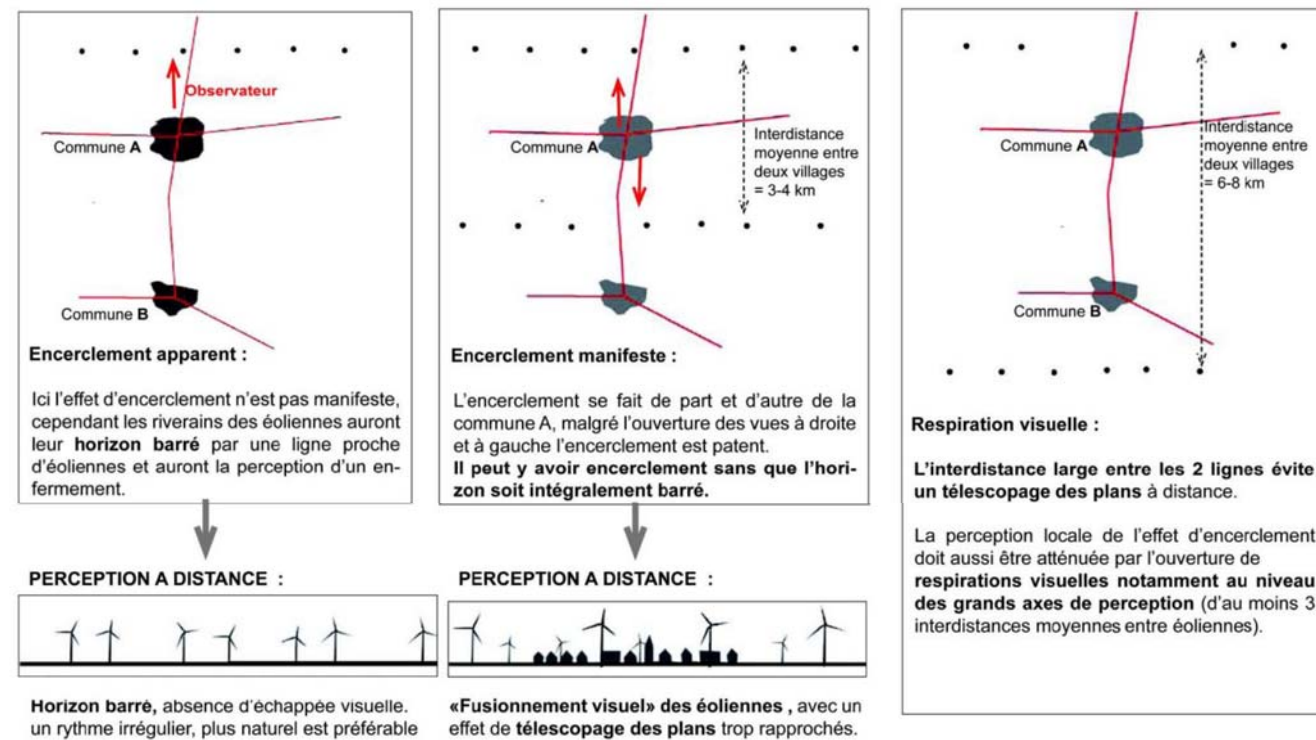 Observateur
Commune A
Commune B
Encerclement apparent :
Ici l'effet d'encerclement n'est pas manifeste,
cependant les riverains des éoliennes auront
leur horizon barré par une ligne proche
d'éoliennes et auront la perception d'un en-
fermement.
PERCEPTION A DISTANCE :
Horizon barré, absence d'échappée visuelle.
un rythme irrégulier, plus naturel est préférable
Commune A
Interdistance
moyenne entre
deux villages
= 3-4 km
Encerclement manifeste :
L'encerclement se fait de part et d'autre de la
commune A, malgré l'ouverture des vues à droite
et à gauche l'encerclement est patent.
Il peut y avoir encerclement sans que l'hori-
zon soit intégralement barré.
PERCEPTION A DISTANCE :
«Fusionnement visuel» des éoliennes , avec un
effet de télescopage des plans trop rapprochés.
Commune A
Interdistance
moyenne entre
deux villages
= 6-8 km
Commune B
Respiration visuelle :
L'interdistance large entre les 2 lignes évite
un télescopage des plans à distance.
La perception locale de l'effet d'encerclement
doit aussi être atténuée par l'ouverture de
respirations visuelles notamment au niveau
des grands axes de perception (d'au moins 3
interdistances moyennes entre éoliennes).